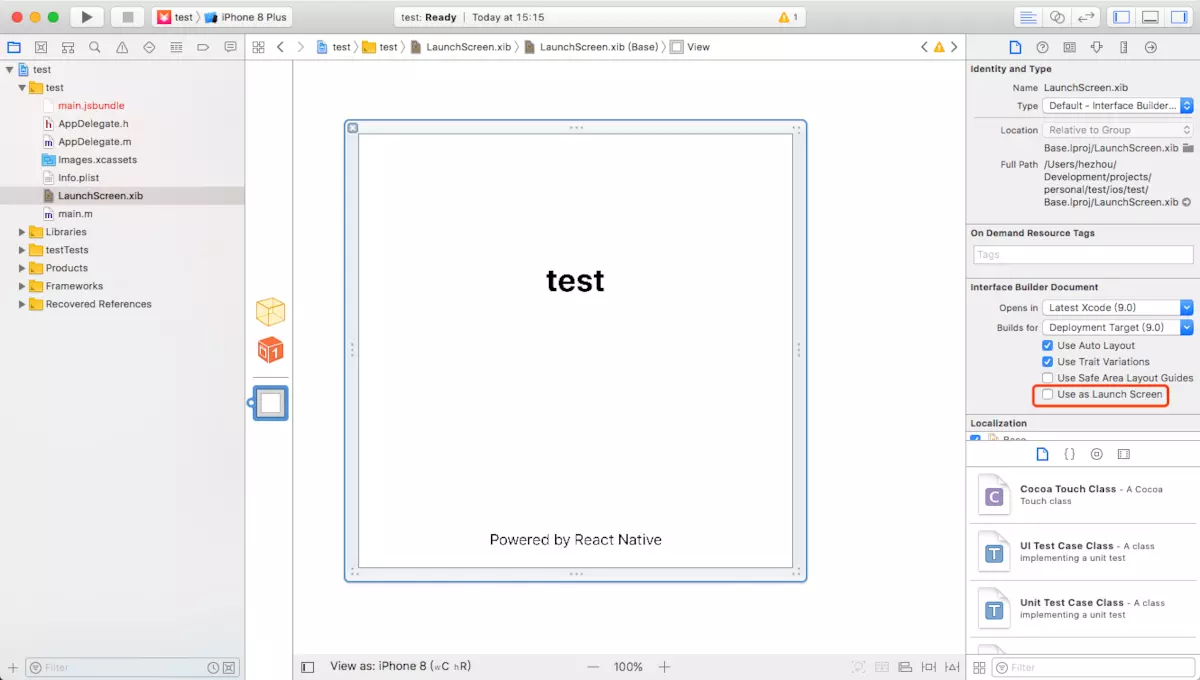 test
iPhone 8 Plus
test: Ready | Today at 15:15
1
test
test
LaunchScreen.xib
LaunchScreen.xib (Base)
View
test
test
main.jsbundle
AppDelegate.h
AppDelegate.m
Images.xcassets
Info.plist
LaunchScreen.xib
main.m
Libraries
testTests
Products
Frameworks
Recovered References
Filter
1
test
Powered by React Native
View as: iPhone 8 (wC hR)
100%
Identity and Type
Name LaunchScreen.xib
Type Default - Interface Builder...
Location Relative to Group
Base.lproj/LaunchScreen.xib
Full Path /Users/hezhou/
Development/projects/
personal/test/ios/test/
Base.lproj/LaunchScreen.xib
On Demand Resource Tags
Tags
Interface Builder Document
Opens in Latest Xcode (9.0)
Builds for Deployment Target (9.0)
Use Auto Layout
Use Trait Variations
Use Safe Area Layout Guides
Use as Launch Screen
Localization
Base
{ }
C
Cocoa Touch Class - A Cocoa
Touch class
T
UI Test Case Class - A class
implementing a unit test
T
Unit Test Case Class - A class
implementing a unit test
Filter